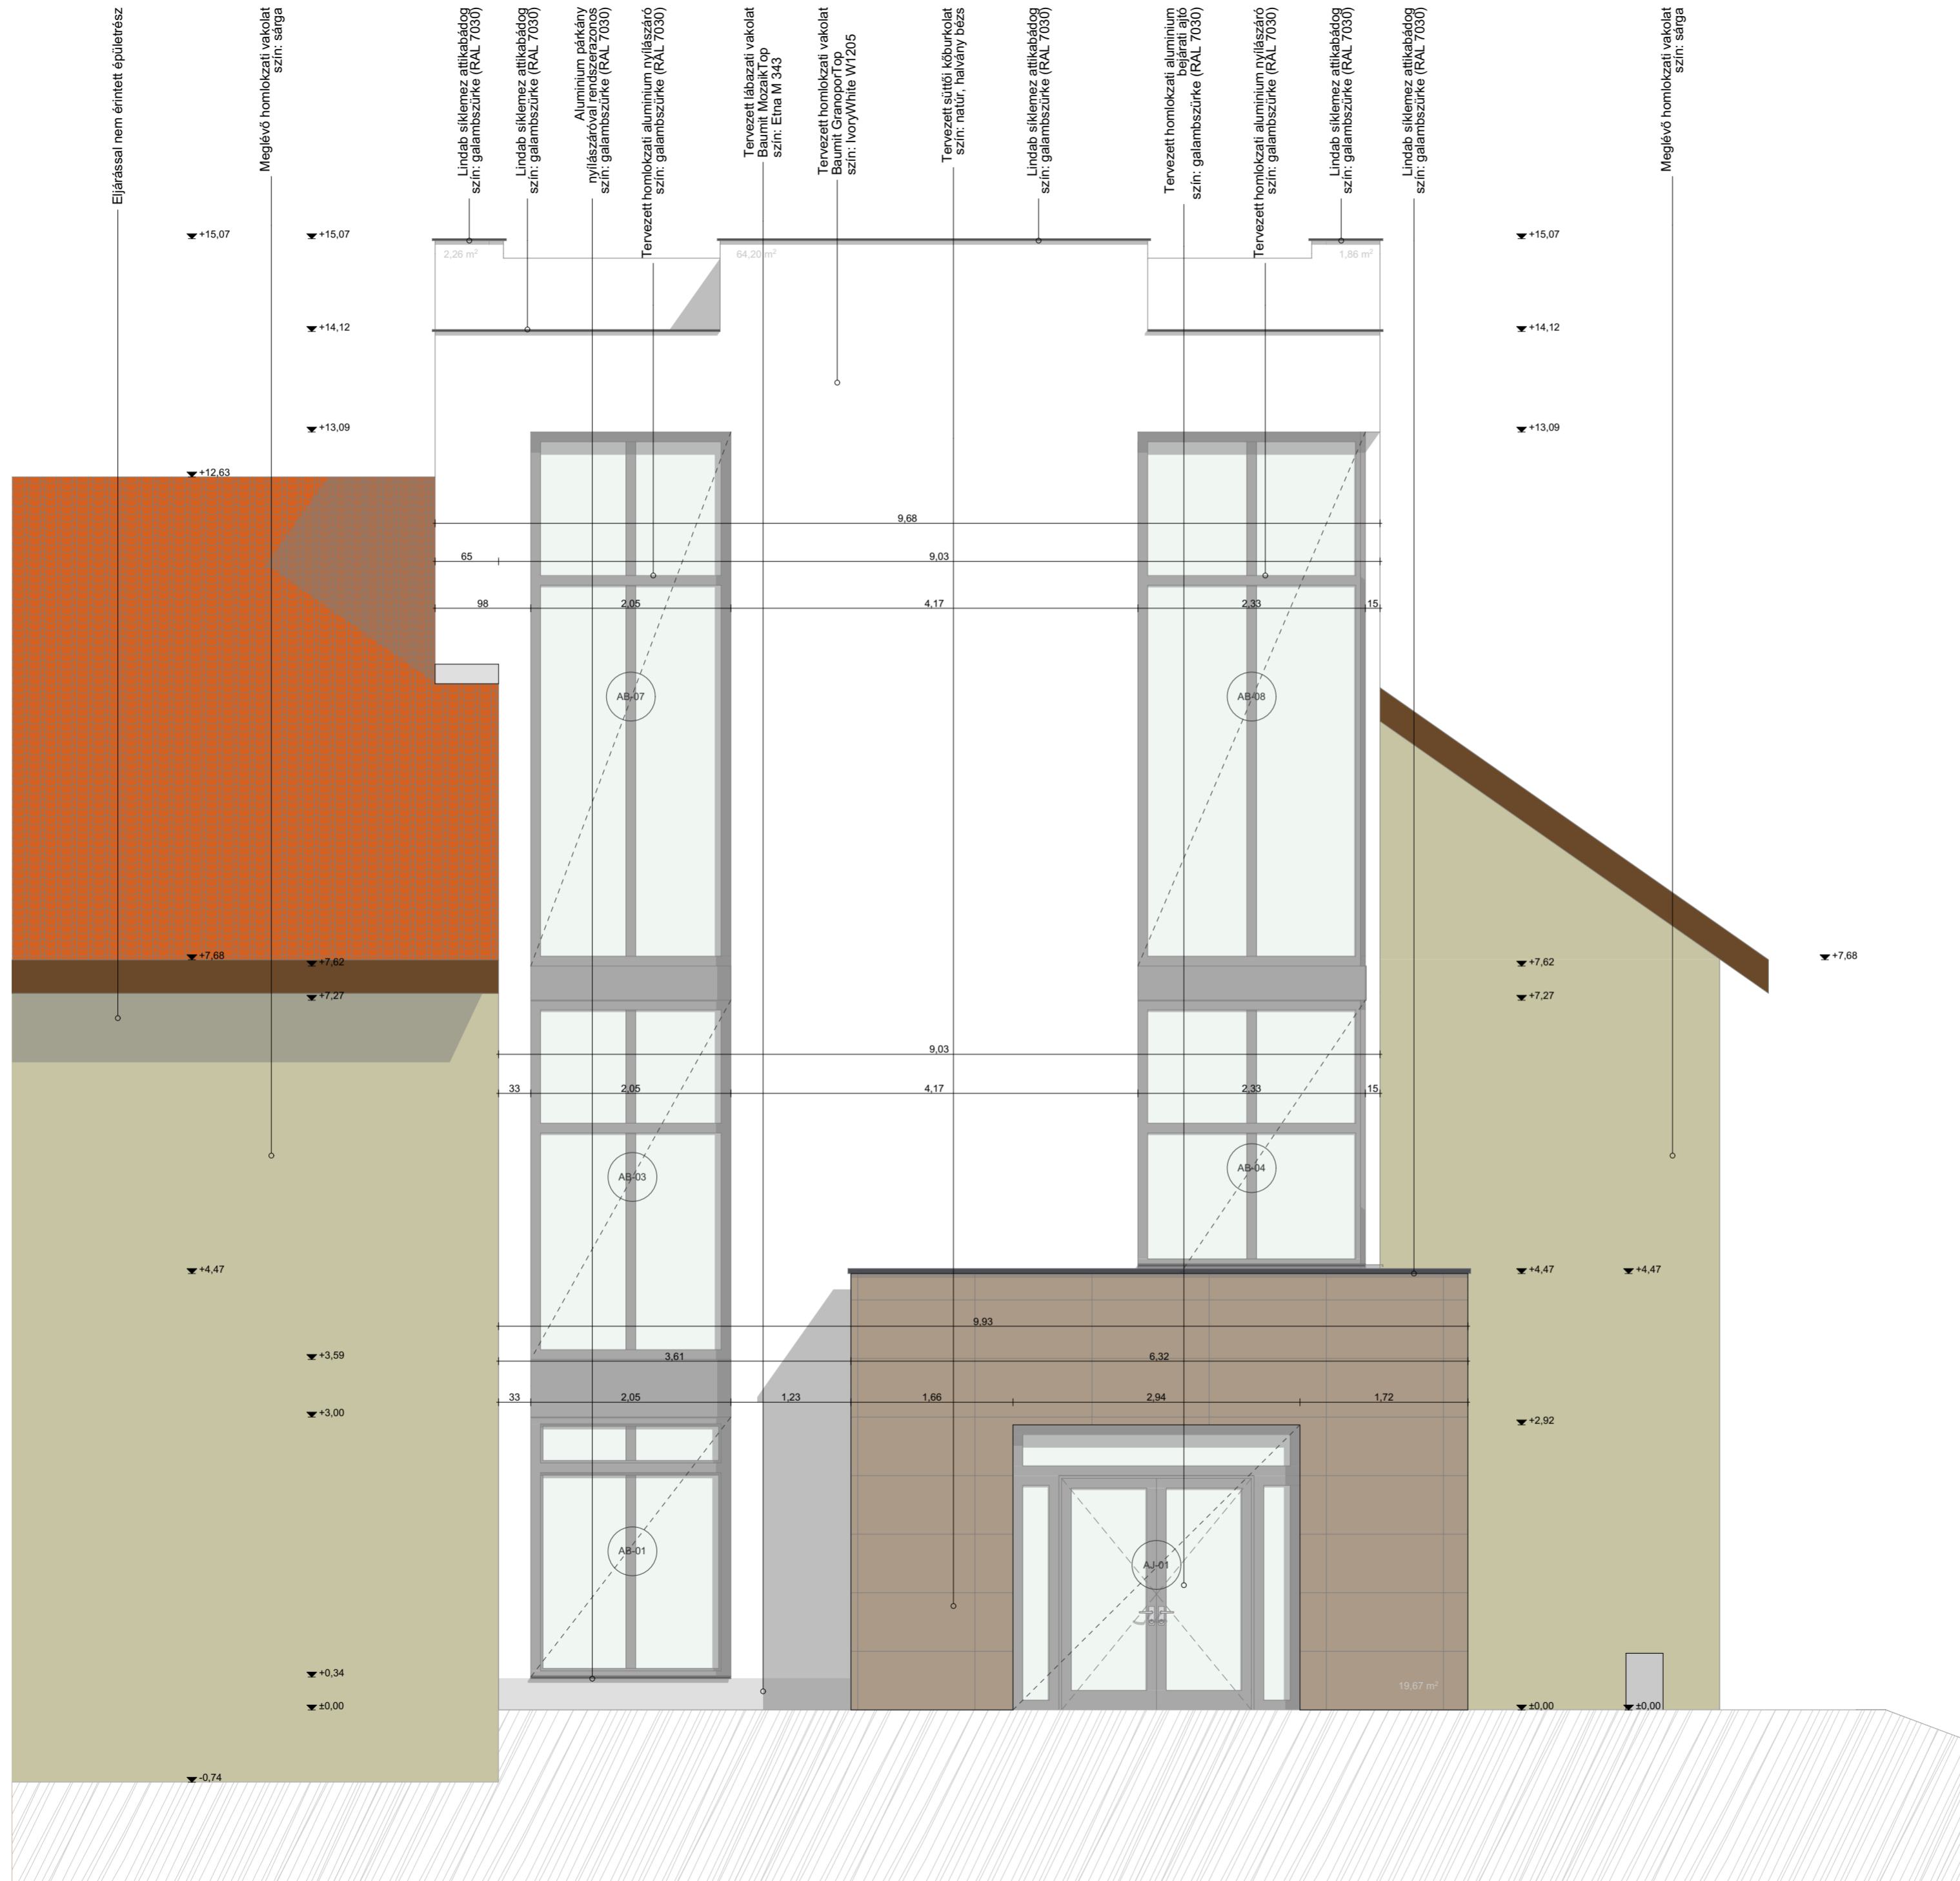 Eljárással nem érintett épületrész
Meglévő homlokzati vakolat
szín: sárga
Lindab síklemez attikabádog
szín: galambszürke (RAL 7030)
Lindab síklemez attikabádog
szín: galambszürke (RAL 7030)
Aluminium párkány
nyílászáróval rendszerazonos
szín: galambszürke (RAL 7030)
Tervezett homlokzati aluminium nyílászáró
szín: galambszürke (RAL 7030)
Tervezett lábazati vakolat
Baumit MozaikTop
szín: Etna M 343
Tervezett homlokzati vakolat
Baumit GranoporTop
szín: IvoryWhite W1205
Tervezett süttői kőburkolat
szín: natúr, halvány bézs
Lindab síklemez attikabádog
szín: galambszürke (RAL 7030)
Tervezett homlokzati aluminium
bejárati ajtó
szín: galambszürke (RAL 7030)
Tervezett homlokzati aluminium nyílászáró
szín: galambszürke (RAL 7030)
Lindab síklemez attikabádog
szín: galambszürke (RAL 7030)
Lindab síklemez attikabádog
szín: galambszürke (RAL 7030)
Meglévő homlokzati vakolat
szín: sárga
+15,07 +15,07 +15,07
2,26 m² 64,20 m² 1,86 m²
+14,12 +14,12
+13,09 +13,09
+12,63
9,68
65 9,03
98 2,05 4,17 2,33 15
AB-07 AB-08
+7,68 +7,68
+7,62 +7,62
+7,27 +7,27
9,03
33 2,05 4,17 2,33 15
AB-03 AB-04
+4,47 +4,47 +4,47
9,93
+3,59 3,61 6,32
33 2,05 1,23 1,66 2,94 1,72
+3,00 +2,92
AB-01 AJ-01
+0,34
19,67 m²
±0,00 ±0,00 ±0,00
-0,74